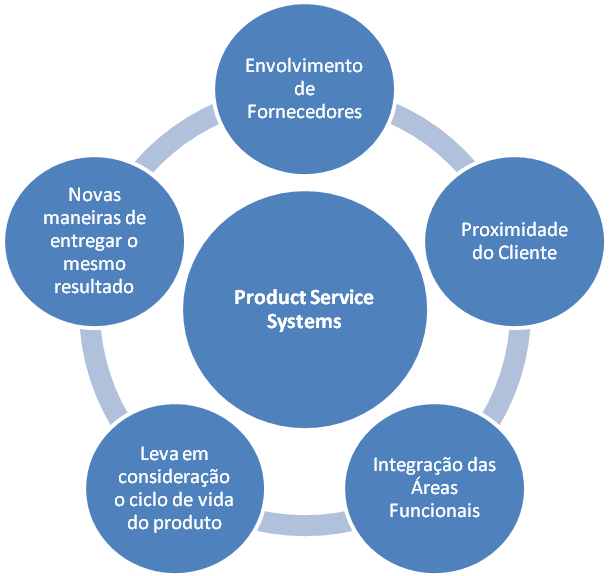 Envolvimento
de
Fornecedores
Proximidade
do Cliente
Integração das
Áreas
Funcionais
Leva em
consideração
o ciclo de vida
do produto
Novas
maneiras de
entregar o
mesmo
resultado
Product Service
Systems